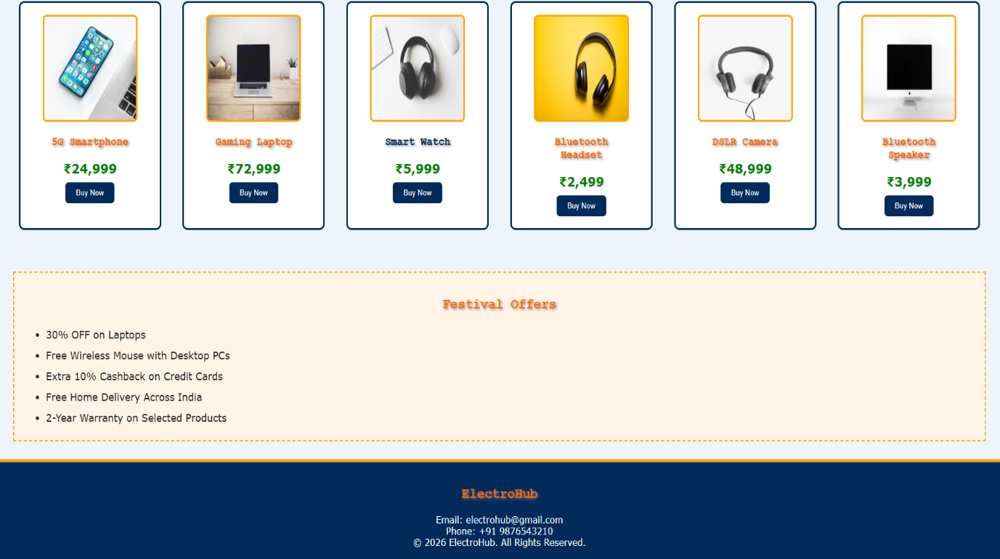 5G Smartphone
₹24,999
Buy Now
Gaming Laptop
₹72,999
Buy Now
Smart Watch
₹5,999
Buy Now
Bluetooth
Headset
₹2,499
Buy Now
DSLR Camera
₹48,999
Buy Now
Bluetooth
Speaker
₹3,999
Buy Now
Festival Offers
• 30% OFF on Laptops
• Free Wireless Mouse with Desktop PCs
• Extra 10% Cashback on Credit Cards
• Free Home Delivery Across India
• 2-Year Warranty on Selected Products
ElectroHub
Email: electrohub@gmail.com
Phone: +91 9876543210
© 2026 ElectroHub. All Rights Reserved.